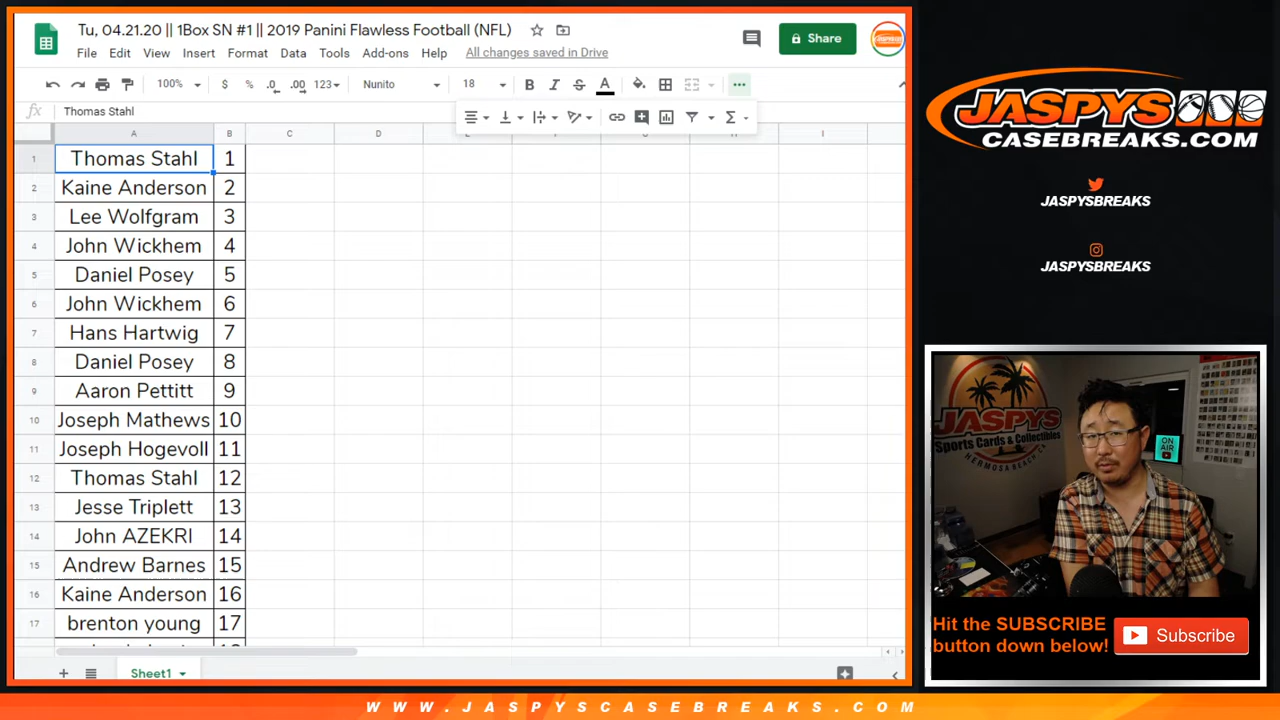 Tu, 04.21.20 || 1Box SN #1 || 2019 Panini Flawless Football (NFL)
File Edit View Insert Format Data Tools Add-ons Help All changes saved in Drive
Share
100% $ % .0 .00 123 Nunito 18 B I S A
fx Thomas Stahl
A B C D I
1 Thomas Stahl 1
2 Kaine Anderson 2
3 Lee Wolfgram 3
4 John Wickhem 4
5 Daniel Posey 5
6 John Wickhem 6
7 Hans Hartwig 7
8 Daniel Posey 8
9 Aaron Pettitt 9
10 Joseph Mathews 10
11 Joseph Hogevoll 11
12 Thomas Stahl 12
13 Jesse Triplett 13
14 John AZEKRI 14
15 Andrew Barnes 15
16 Kaine Anderson 16
17 brenton young 17
Sheet1
JASPYS
CASEBREAKS.COM
JASPYSBREAKS
JASPYSBREAKS
JASPYS
Sports Cards & Collectibles
HERMOSA BEACH, CA
ON AIR
Hit the SUBSCRIBE
button down below!
Subscribe
WWW.JASPYSCASEBREAKS.COM